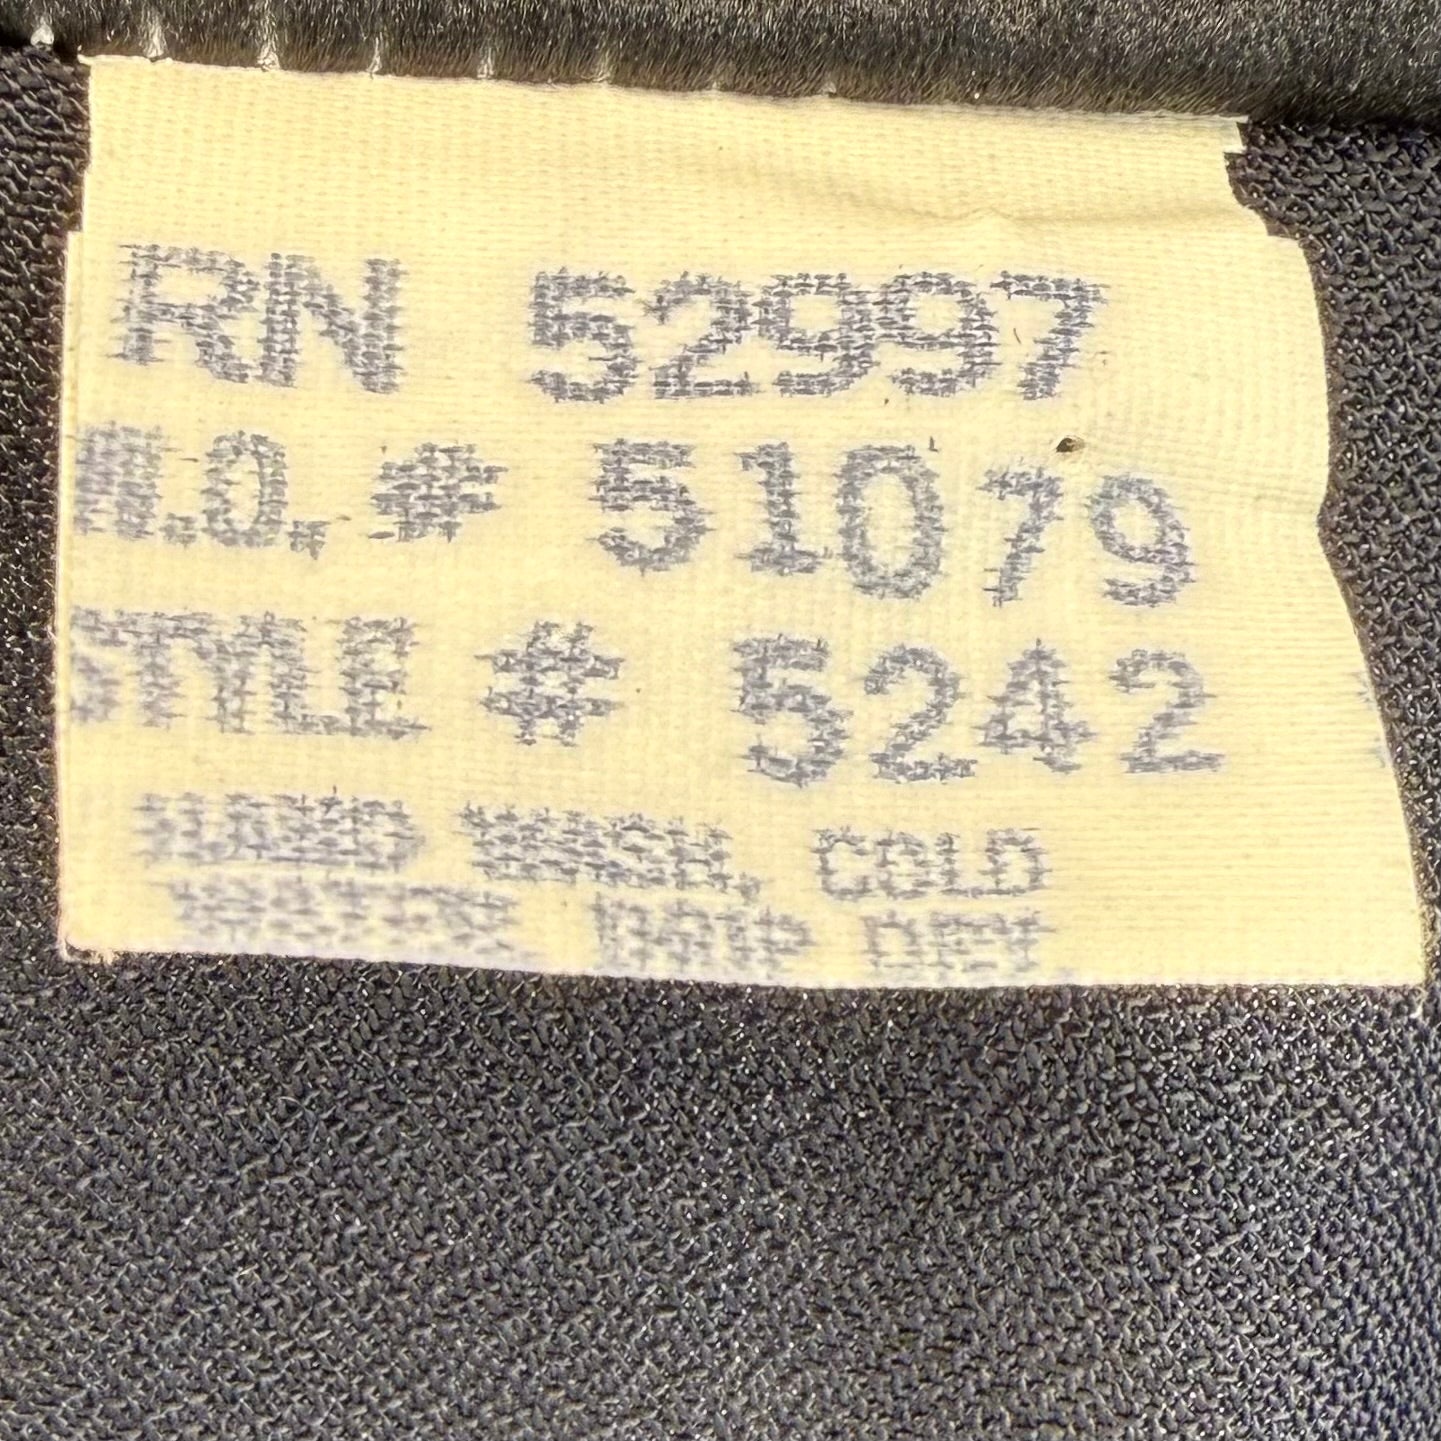 RN 52997
M.O. # 51079
STYLE # 5242
HAND WASH, COLD
WATER DRIP DRY.